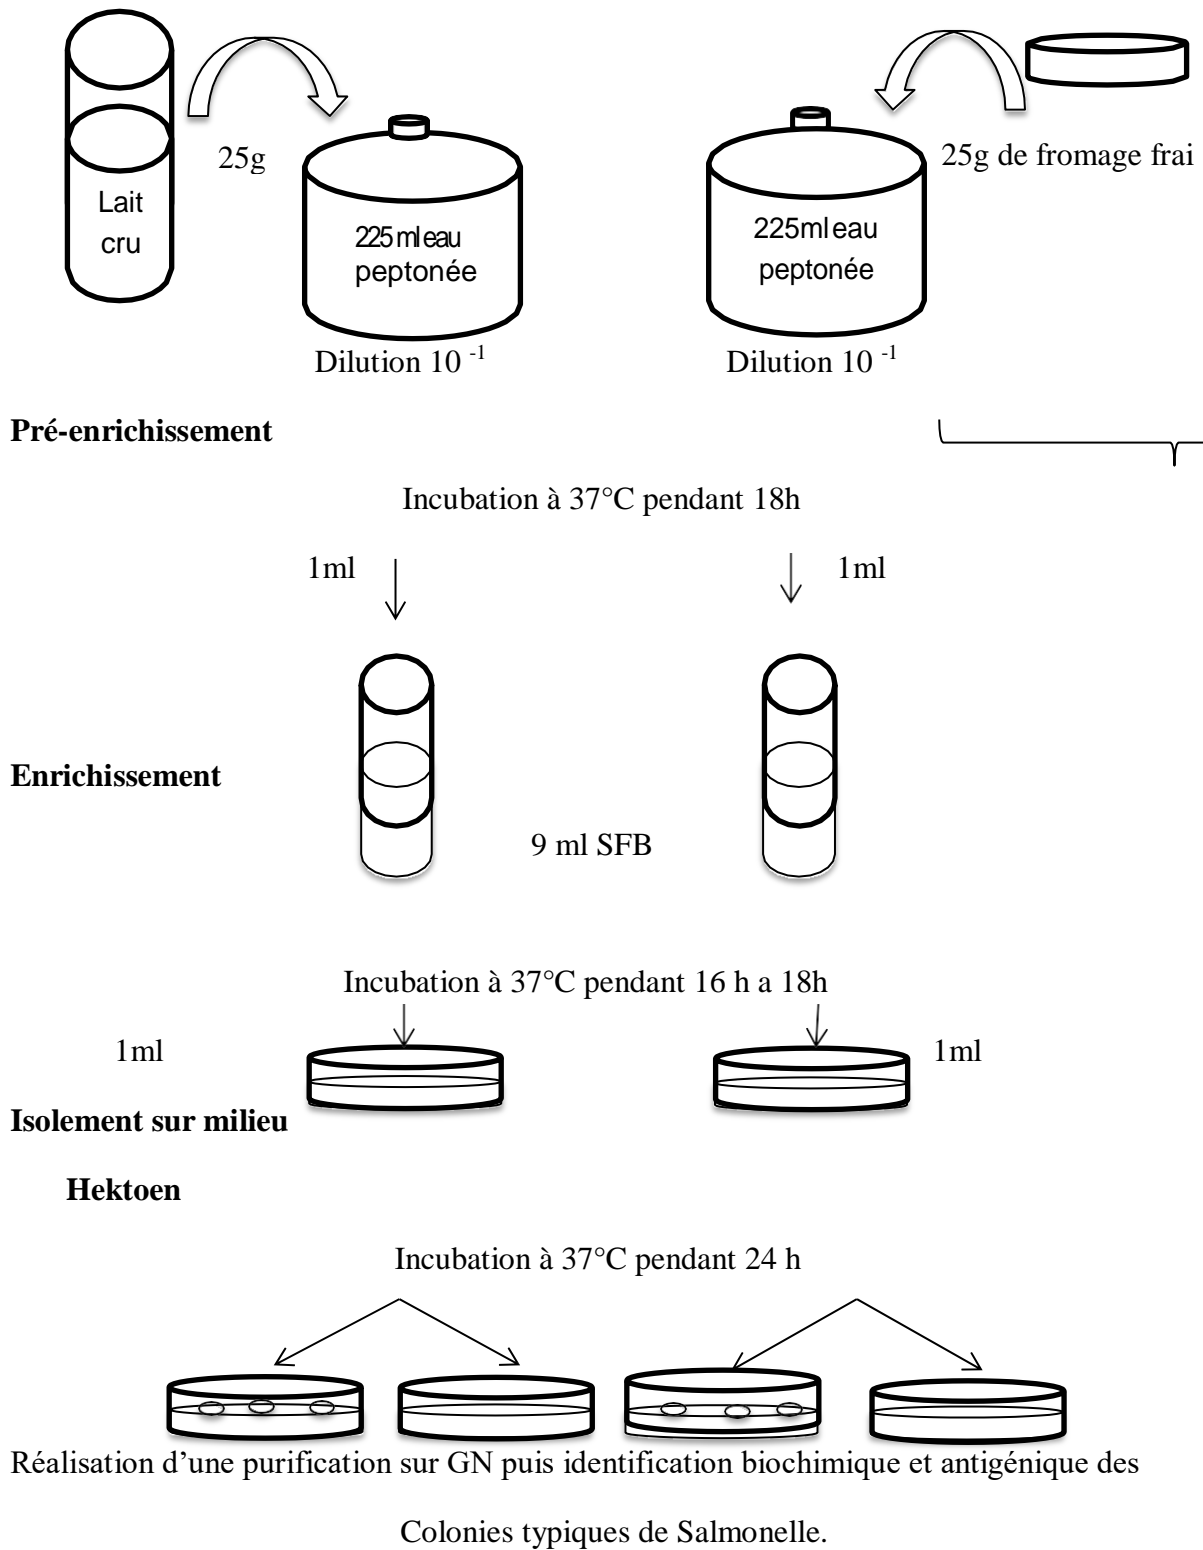 25g
25g de fromage frai
Lait
cru
225ml eau
peptonée
225ml eau
peptonée
Dilution 10 -1
Dilution 10 -1
Pré-enrichissement
Incubation à 37°C pendant 18h
1ml
1ml
Enrichissement
9 ml SFB
Incubation à 37°C pendant 16 h a 18h
1ml
1ml
Isolement sur milieu
Hektoen
Incubation à 37°C pendant 24 h
Réalisation d’une purification sur GN puis identification biochimique et antigénique des
Colonies typiques de Salmonelle.